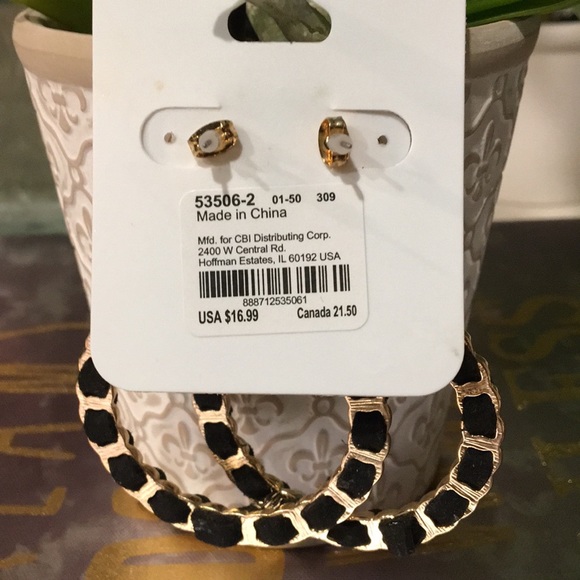 53506-2 01-50 309
Made in China
Mfd. for CBI Distributing Corp.
2400 W Central Rd.
Hoffman Estates, IL 60192 USA
888712535061
USA $16.99 Canada 21.50